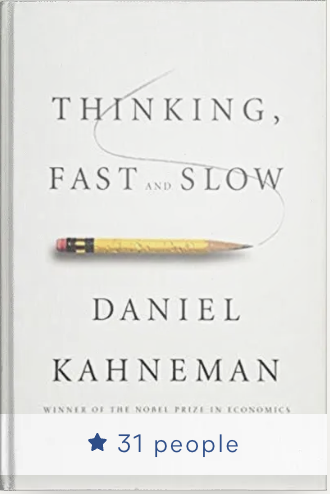 THINKING,
FAST AND SLOW
DANIEL
KAHNEMAN
WINNER OF THE NOBEL PRIZE IN ECONOMICS
★ 31 people